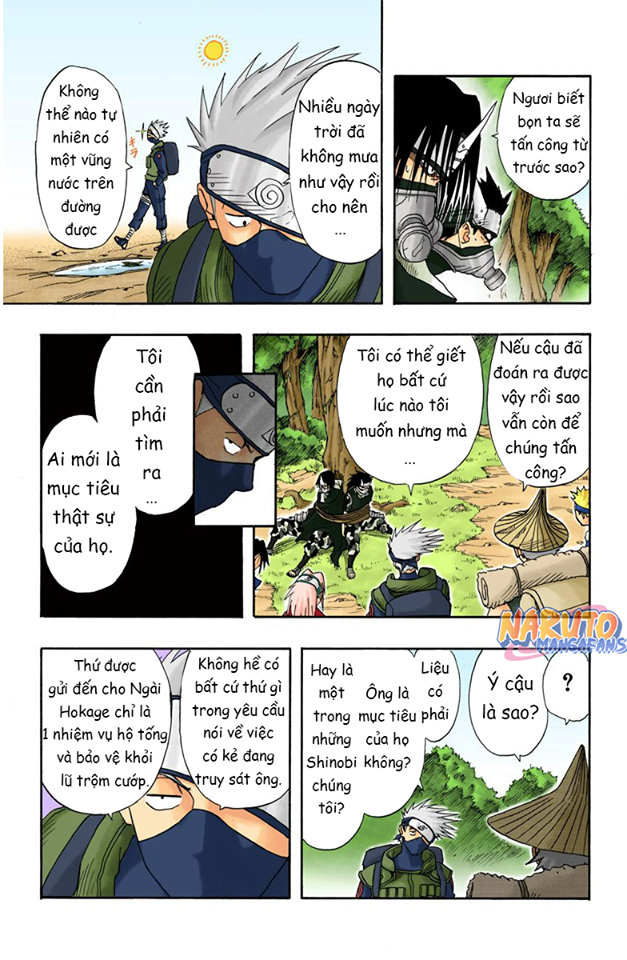 Ngươi biết
bọn ta sẽ
tấn công từ
trước sao?
Nhiều ngày
trời đã
không mưa
như vậy rồi
cho nên
...
Không
thể nào tự
nhiên có
một vũng
nước trên
đường
được
キラ
Nếu cậu đã
đoán ra được
vậy rồi sao
vẫn còn để
chúng tấn
công?
Tôi có thể giết
họ bất cứ
lúc nào tôi
muốn nhưng mà
...
Tôi
cần
phải
tìm
ra
...
Ai mới là
mục tiêu
thật sự
của họ.
NARUTO
MANGAFANS
?
Ý cậu
là sao?
Liệu
có
phải
Ông là
mục tiêu
của họ
không?
Hay là
một
trong
những
Shinobi
chúng
tôi?
Không hề có
bất cứ thứ gì
trong yêu cầu
nói về việc
có kẻ đang
truy sát ông.
Thứ được
gửi đến cho Ngài
Hokage chỉ là
1 nhiệm vụ hộ tống
và bảo vệ khỏi
lũ trộm cướp.